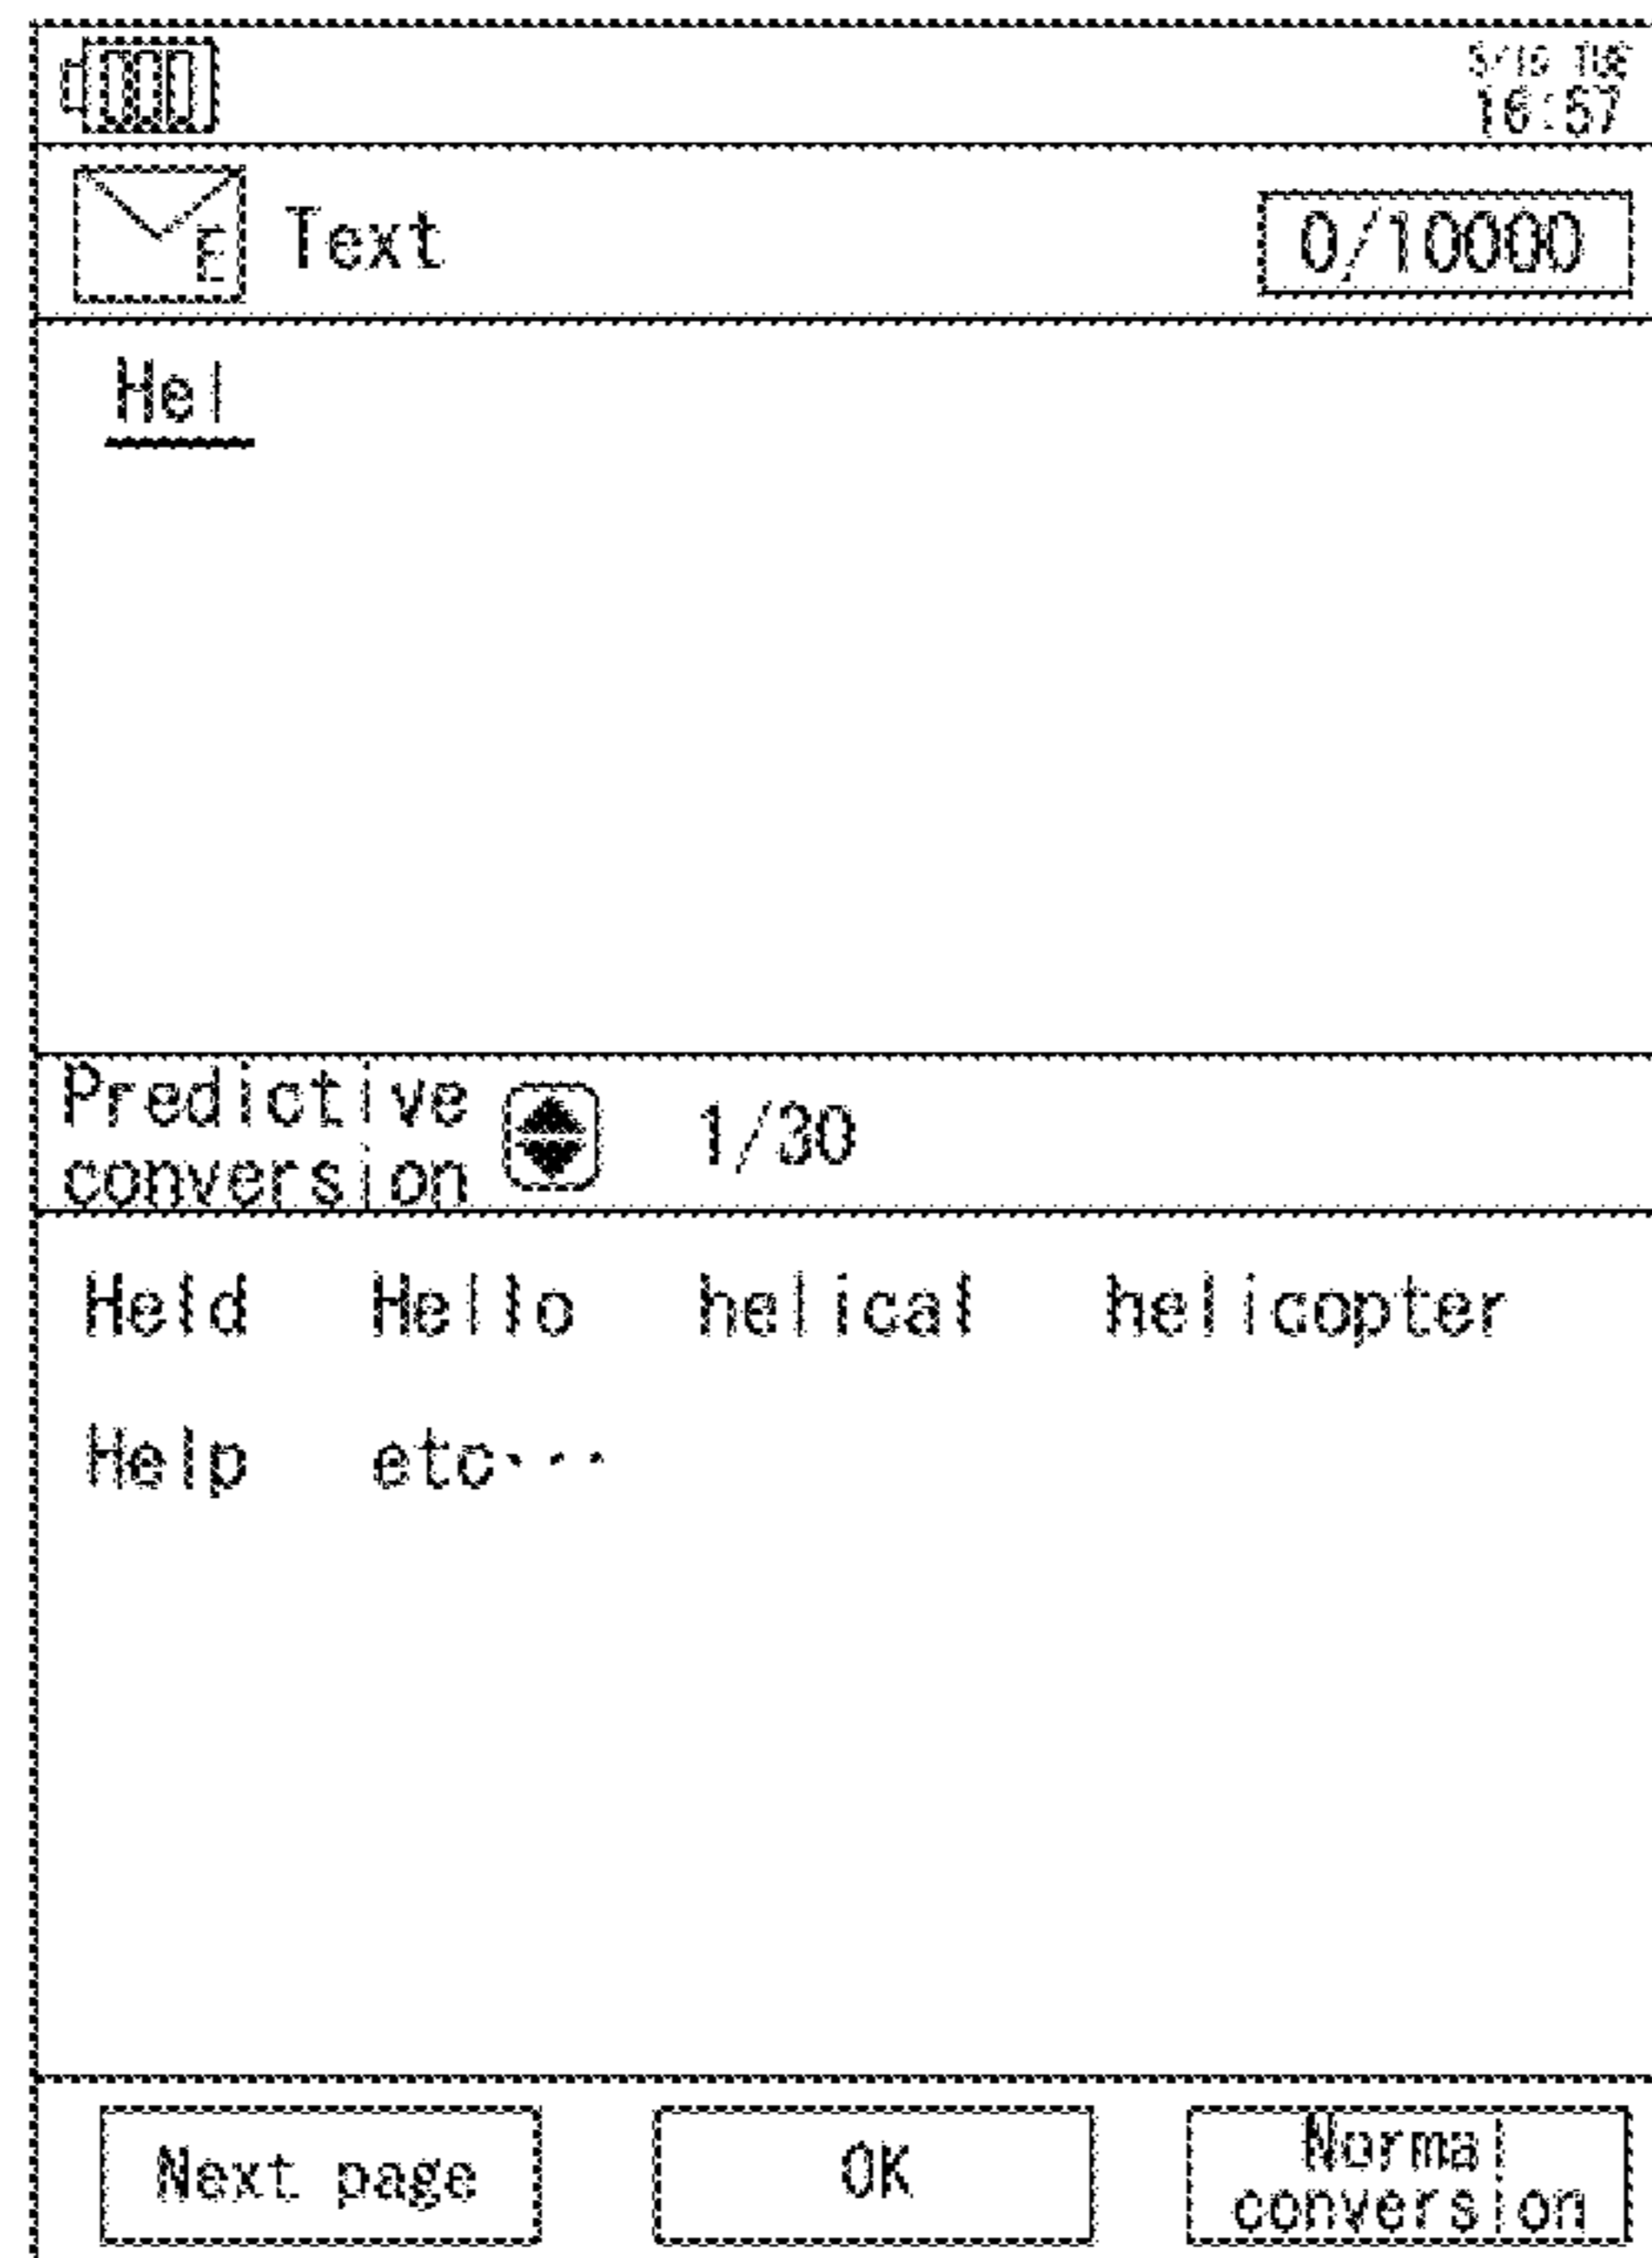 5/19 TUE
16:57
E Text 0/10000
Hel
Predictive
conversion 1/30
Held Hello helical helicopter
Help etc···
Next page OK Normal
conversion